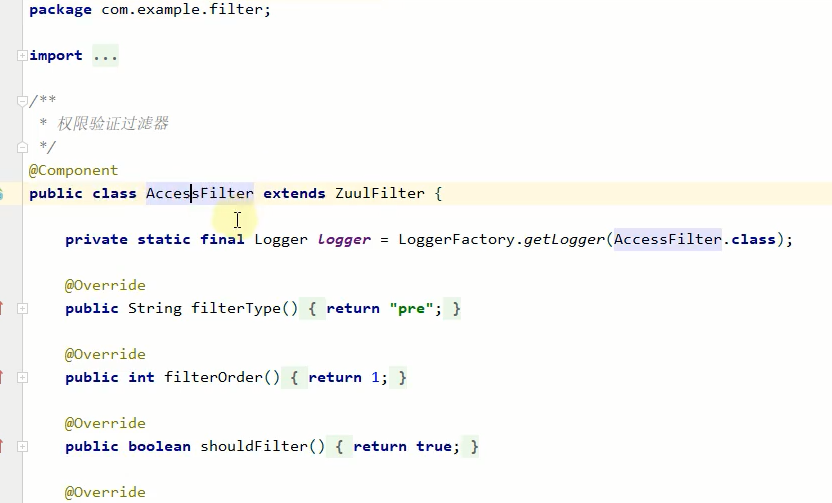 package com.example.filter;
import ...
/**
* 权限验证过滤器
*/
@Component
public class AccessFilter extends ZuulFilter {
private static final Logger logger = LoggerFactory.getLogger(AccessFilter.class);
@Override
public String filterType() { return "pre"; }
@Override
public int filterOrder() { return 1; }
@Override
public boolean shouldFilter() { return true; }
@Override